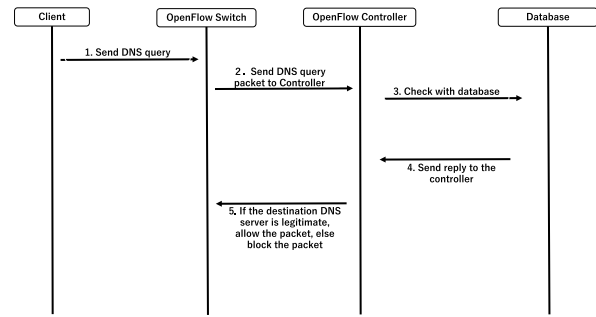 Client
OpenFlow Switch
OpenFlow Controller
Database
1. Send DNS query
2. Send DNS query
packet to Controller
3. Check with database
4. Send reply to the
controller
5. If the destination DNS
server is legitimate,
allow the packet, else
block the packet